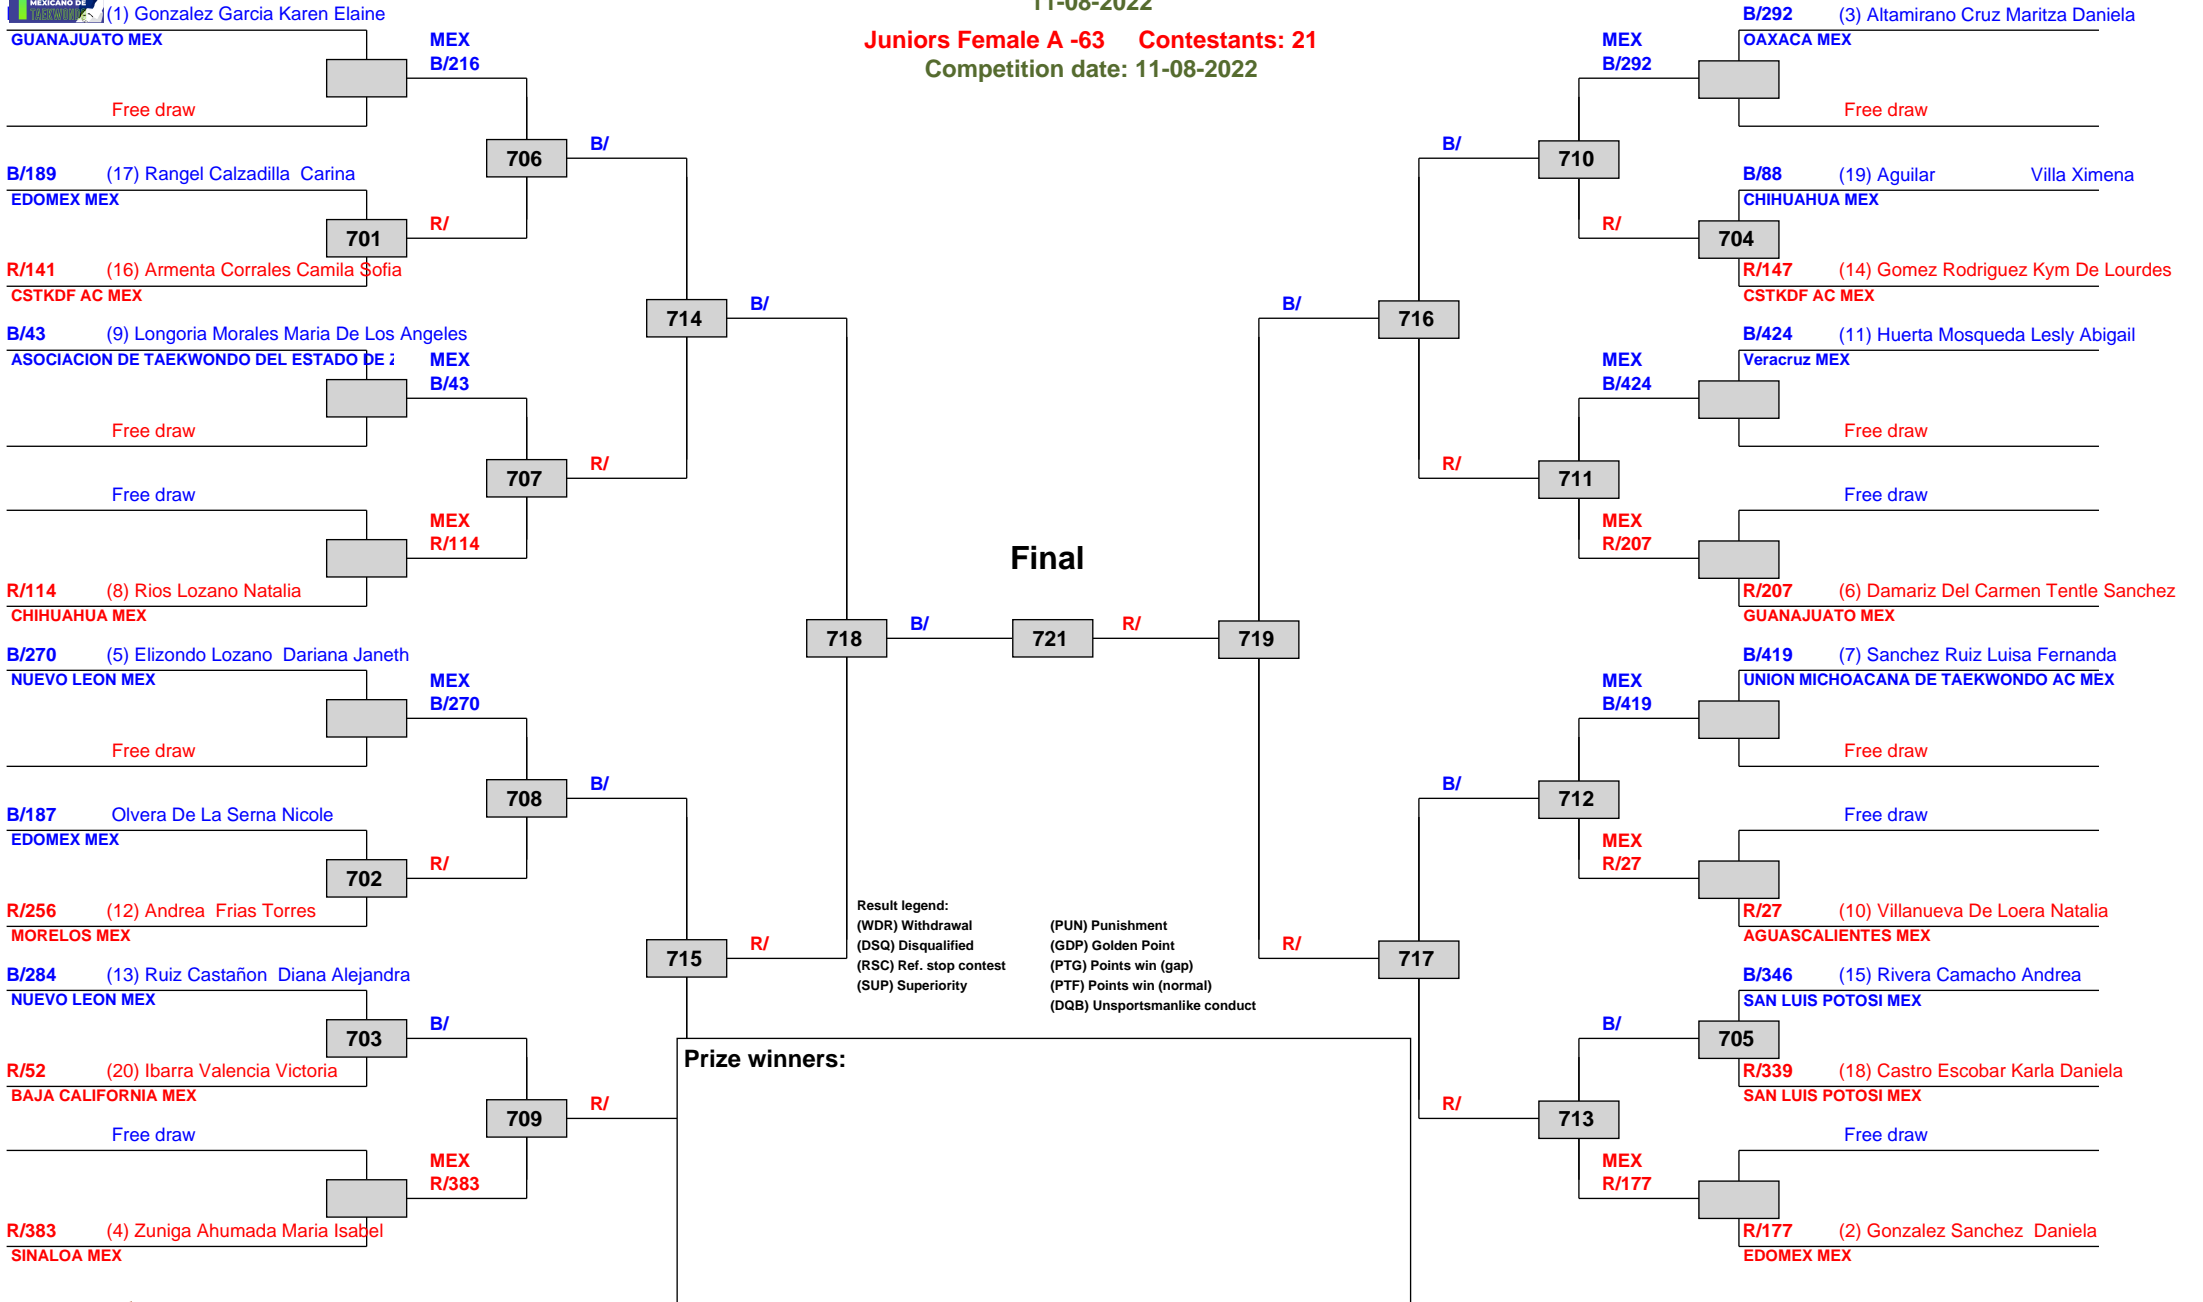 MEXICANO DE
TAEKWONDO
11-08-2022
Juniors Female A -63 Contestants: 21
Competition date: 11-08-2022
(1) Gonzalez Garcia Karen Elaine
GUANAJUATO MEX
MEX
B/216
Free draw
706
B/
B/189 (17) Rangel Calzadilla Carina
EDOMEX MEX
701
R/
R/141 (16) Armenta Corrales Camila Sofia
CSTKDF AC MEX
714
B/
B/43 (9) Longoria Morales Maria De Los Angeles
ASOCIACION DE TAEKWONDO DEL ESTADO DE
MEX
B/43
Free draw
707
R/
Free draw
MEX
R/114
R/114 (8) Rios Lozano Natalia
CHIHUAHUA MEX
718
B/
B/270 (5) Elizondo Lozano Dariana Janeth
NUEVO LEON MEX
MEX
B/270
Free draw
708
B/
B/187 Olvera De La Serna Nicole
EDOMEX MEX
702
R/
R/256 (12) Andrea Frias Torres
MORELOS MEX
715
R/
B/284 (13) Ruiz Castañon Diana Alejandra
NUEVO LEON MEX
703
B/
R/52 (20) Ibarra Valencia Victoria
BAJA CALIFORNIA MEX
709
R/
Free draw
MEX
R/383
R/383 (4) Zuniga Ahumada Maria Isabel
SINALOA MEX
Final
721
R/
719
Result legend:
(WDR) Withdrawal (PUN) Punishment
(DSQ) Disqualified (GDP) Golden Point
(RSC) Ref. stop contest (PTG) Points win (gap)
(SUP) Superiority (PTF) Points win (normal)
(DQB) Unsportsmanlike conduct
Prize winners:
B/292 (3) Altamirano Cruz Maritza Daniela
OAXACA MEX
MEX
B/292
Free draw
B/
710
B/88 (19) Aguilar Villa Ximena
CHIHUAHUA MEX
R/
704
R/147 (14) Gomez Rodriguez Kym De Lourdes
CSTKDF AC MEX
B/
716
B/424 (11) Huerta Mosqueda Lesly Abigail
Veracruz MEX
MEX
B/424
Free draw
R/
711
Free draw
MEX
R/207
R/207 (6) Damariz Del Carmen Tentle Sanchez
GUANAJUATO MEX
B/419 (7) Sanchez Ruiz Luisa Fernanda
UNION MICHOACANA DE TAEKWONDO AC MEX
MEX
B/419
Free draw
B/
712
Free draw
MEX
R/27
R/27 (10) Villanueva De Loera Natalia
AGUASCALIENTES MEX
R/
717
B/346 (15) Rivera Camacho Andrea
SAN LUIS POTOSI MEX
B/
705
R/339 (18) Castro Escobar Karla Daniela
SAN LUIS POTOSI MEX
R/
713
Free draw
MEX
R/177
R/177 (2) Gonzalez Sanchez Daniela
EDOMEX MEX